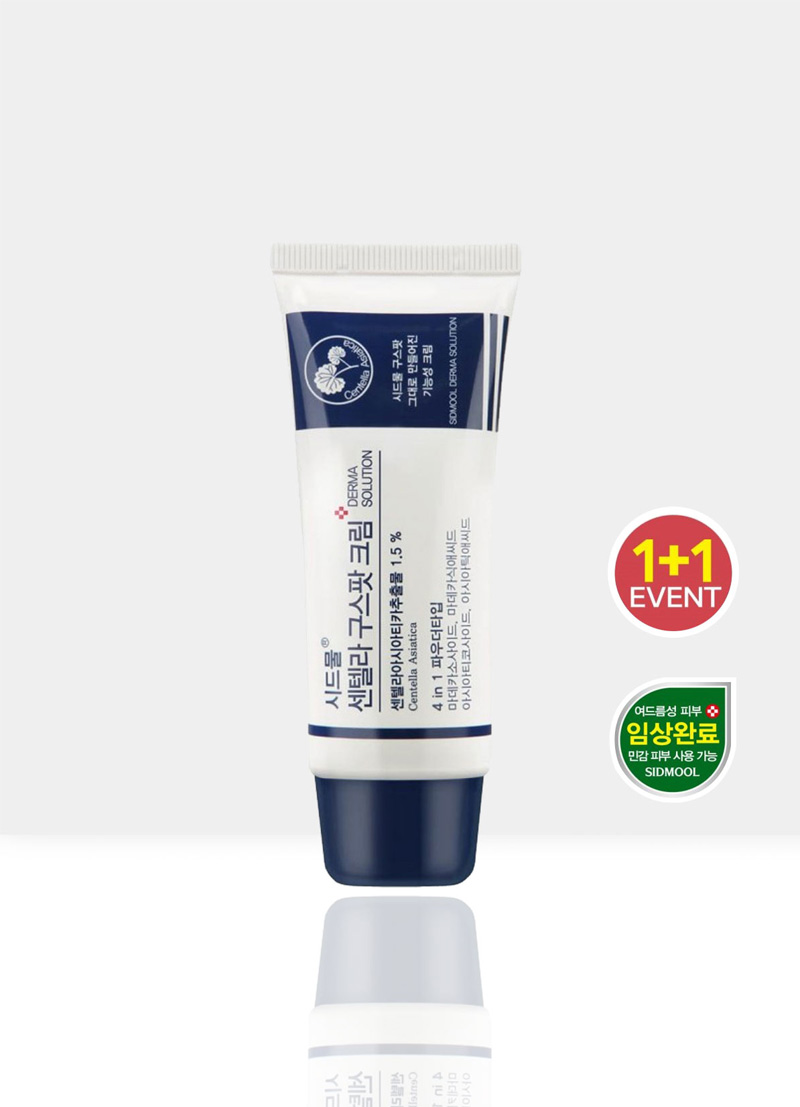 Centella Asiatica
시드물 구스팟
그대로 만들어진
기능성 크림
SIDMOOL DERMA SOLUTION
시드물®
센텔라 구스팟 크림
DERMA
SOLUTION
센텔라아시아티카추출물 1.5 %
Centella Asiatica
4 in 1 파우더타입
마데카소사이드, 마데카식애씨드
아시아티코사이드, 아시아틱애씨드
1+1
EVENT
여드름성 피부
임상완료
민감 피부 사용 가능
SIDMOOL